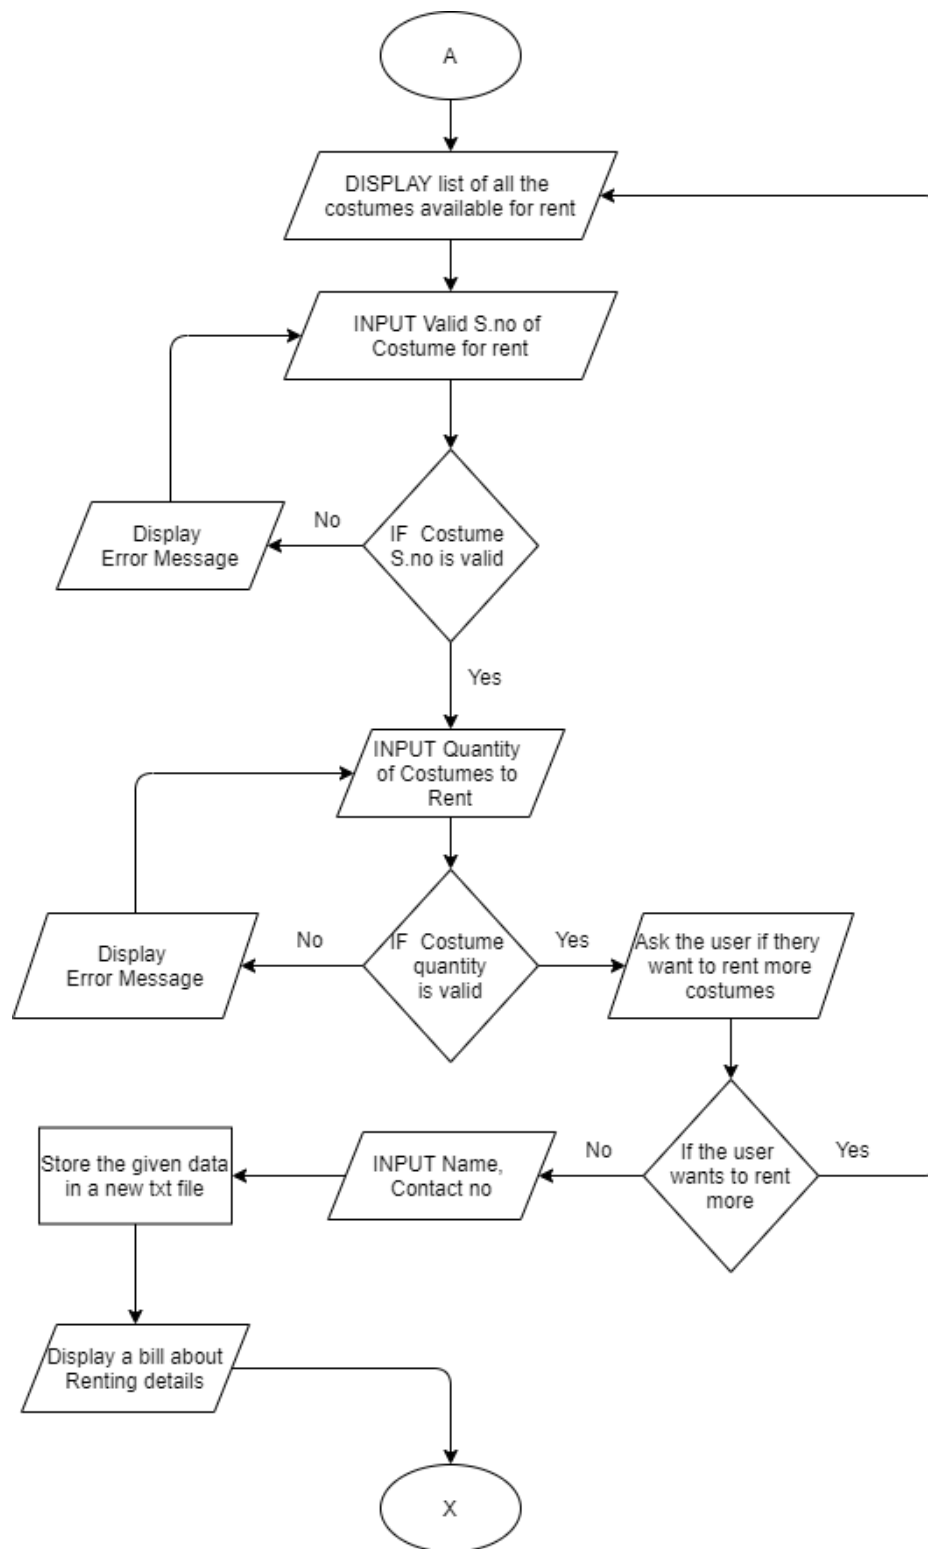 A
DISPLAY list of all the
costumes available for rent
INPUT Valid S.no of
Costume for rent
No
Display
Error Message
IF  Costume
S.no is valid
Yes
INPUT Quantity
of Costumes to
Rent
Display
Error Message
No
IF  Costume
quantity
is valid
Yes
Ask the user if thery
want to rent more
costumes
If the user
wants to rent
more
Yes
No
INPUT Name,
Contact no
Store the given data
in a new txt file
Display a bill about
Renting details
X